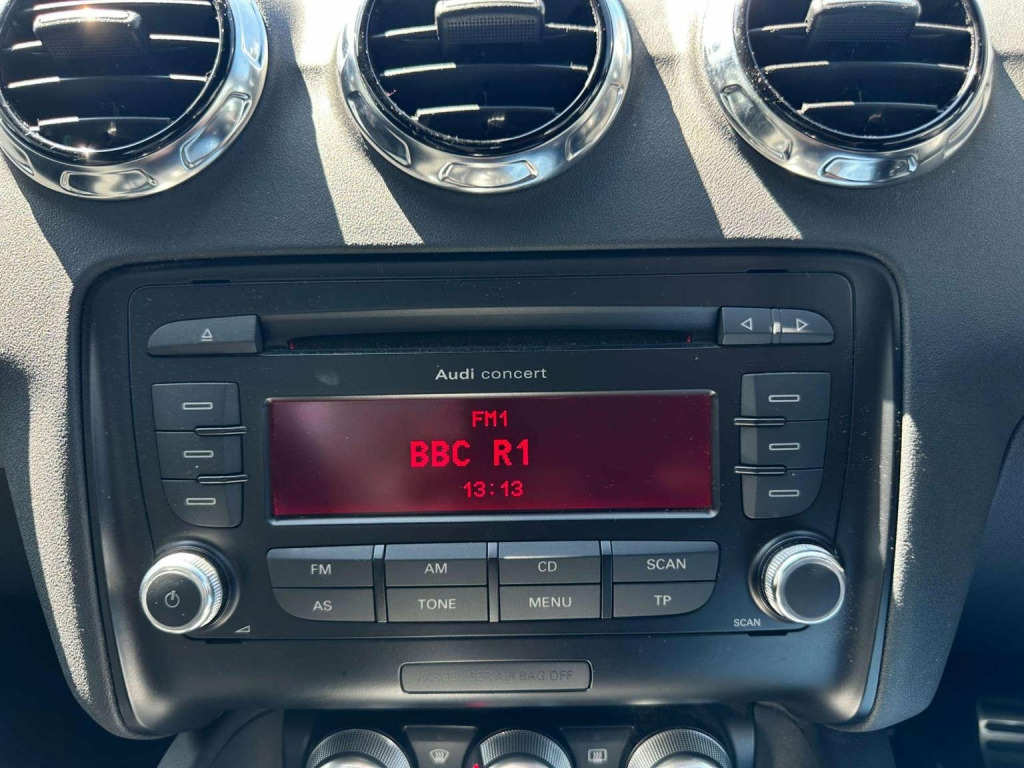 Audi concert
FM1
BBC R1
13:13
FM AM CD SCAN
AS TONE MENU TP
SCAN
PASSENGER AIR BAG OFF